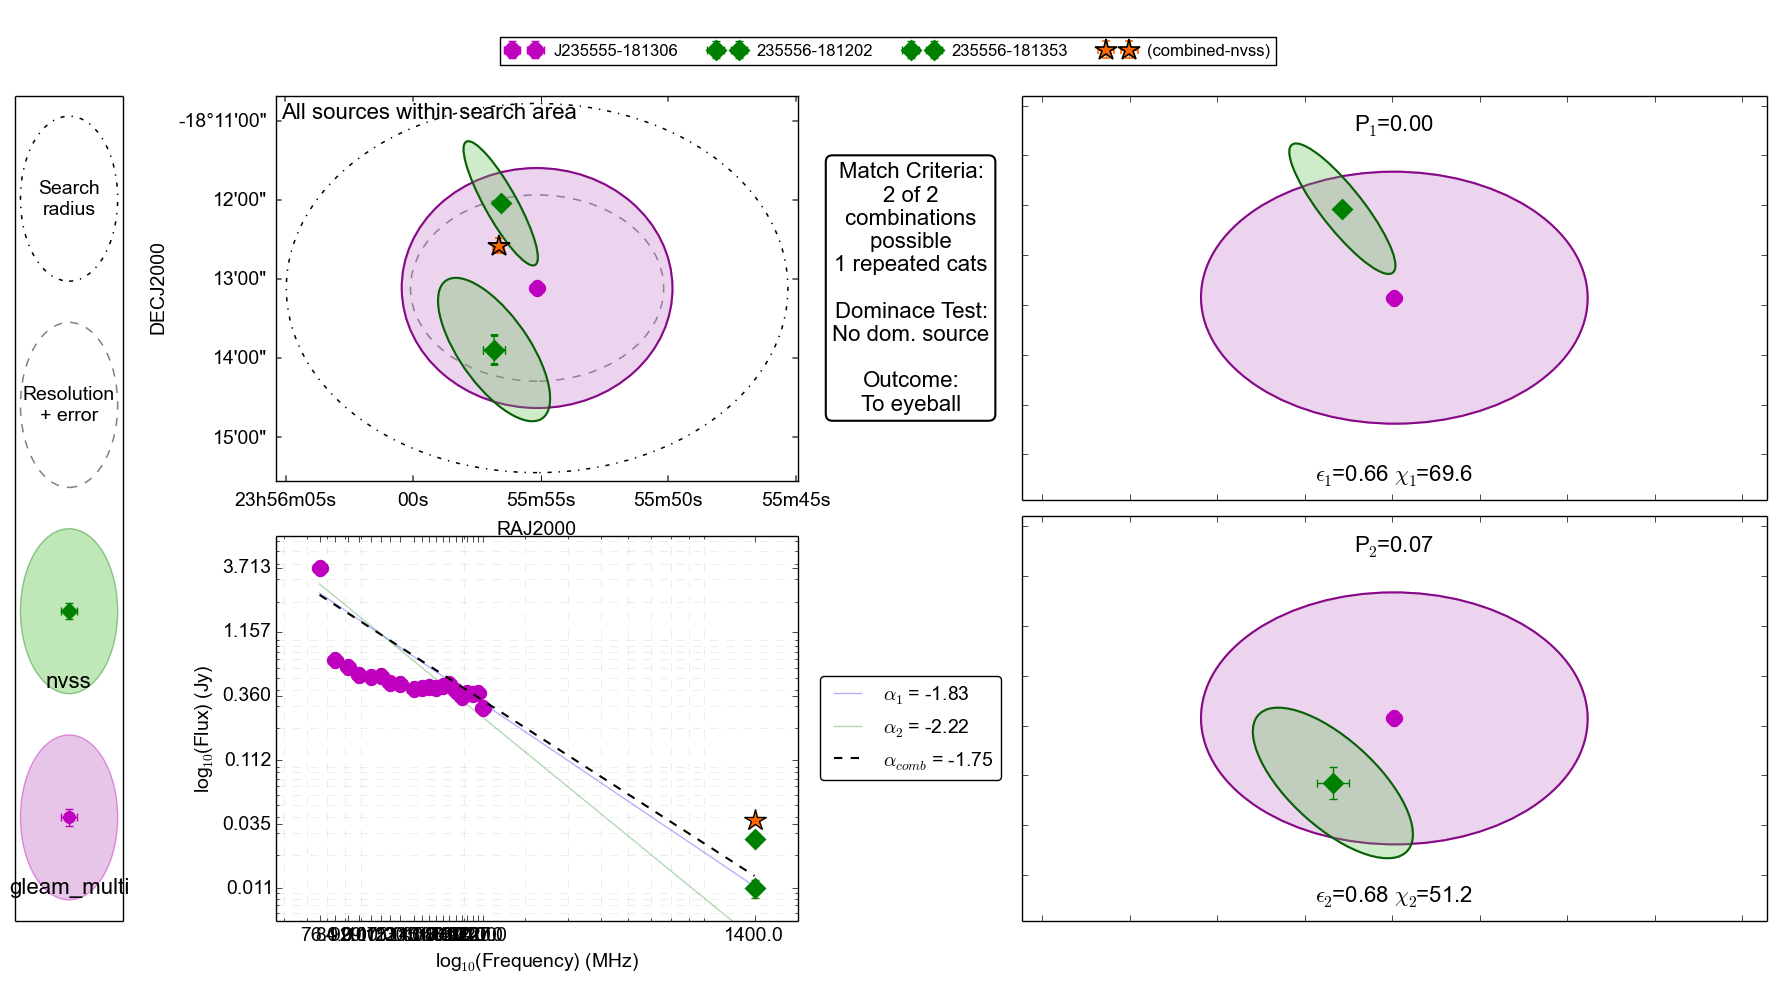 J235555-181306 235556-181202 235556-181353 (combined-nvss)
Search
radius
Resolution
+ error
nvss
gleam_multi
All sources within search area
-18°11'00"
12'00"
13'00"
14'00"
15'00"
DECJ2000
23h56m05s 00s 55m55s 55m50s 55m45s
RAJ2000
Match Criteria:
2 of 2
combinations
possible
1 repeated cats
Dominace Test:
No dom. source
Outcome:
To eyeball
P1=0.00
ϵ1=0.66 χ1=69.6
P2=0.07
ϵ2=0.68 χ2=51.2
3.713
1.157
0.360
0.112
0.035
0.011
log10(Flux) (Jy)
1400.0
log10(Frequency) (MHz)
α1 = -1.83
α2 = -2.22
αcomb = -1.75